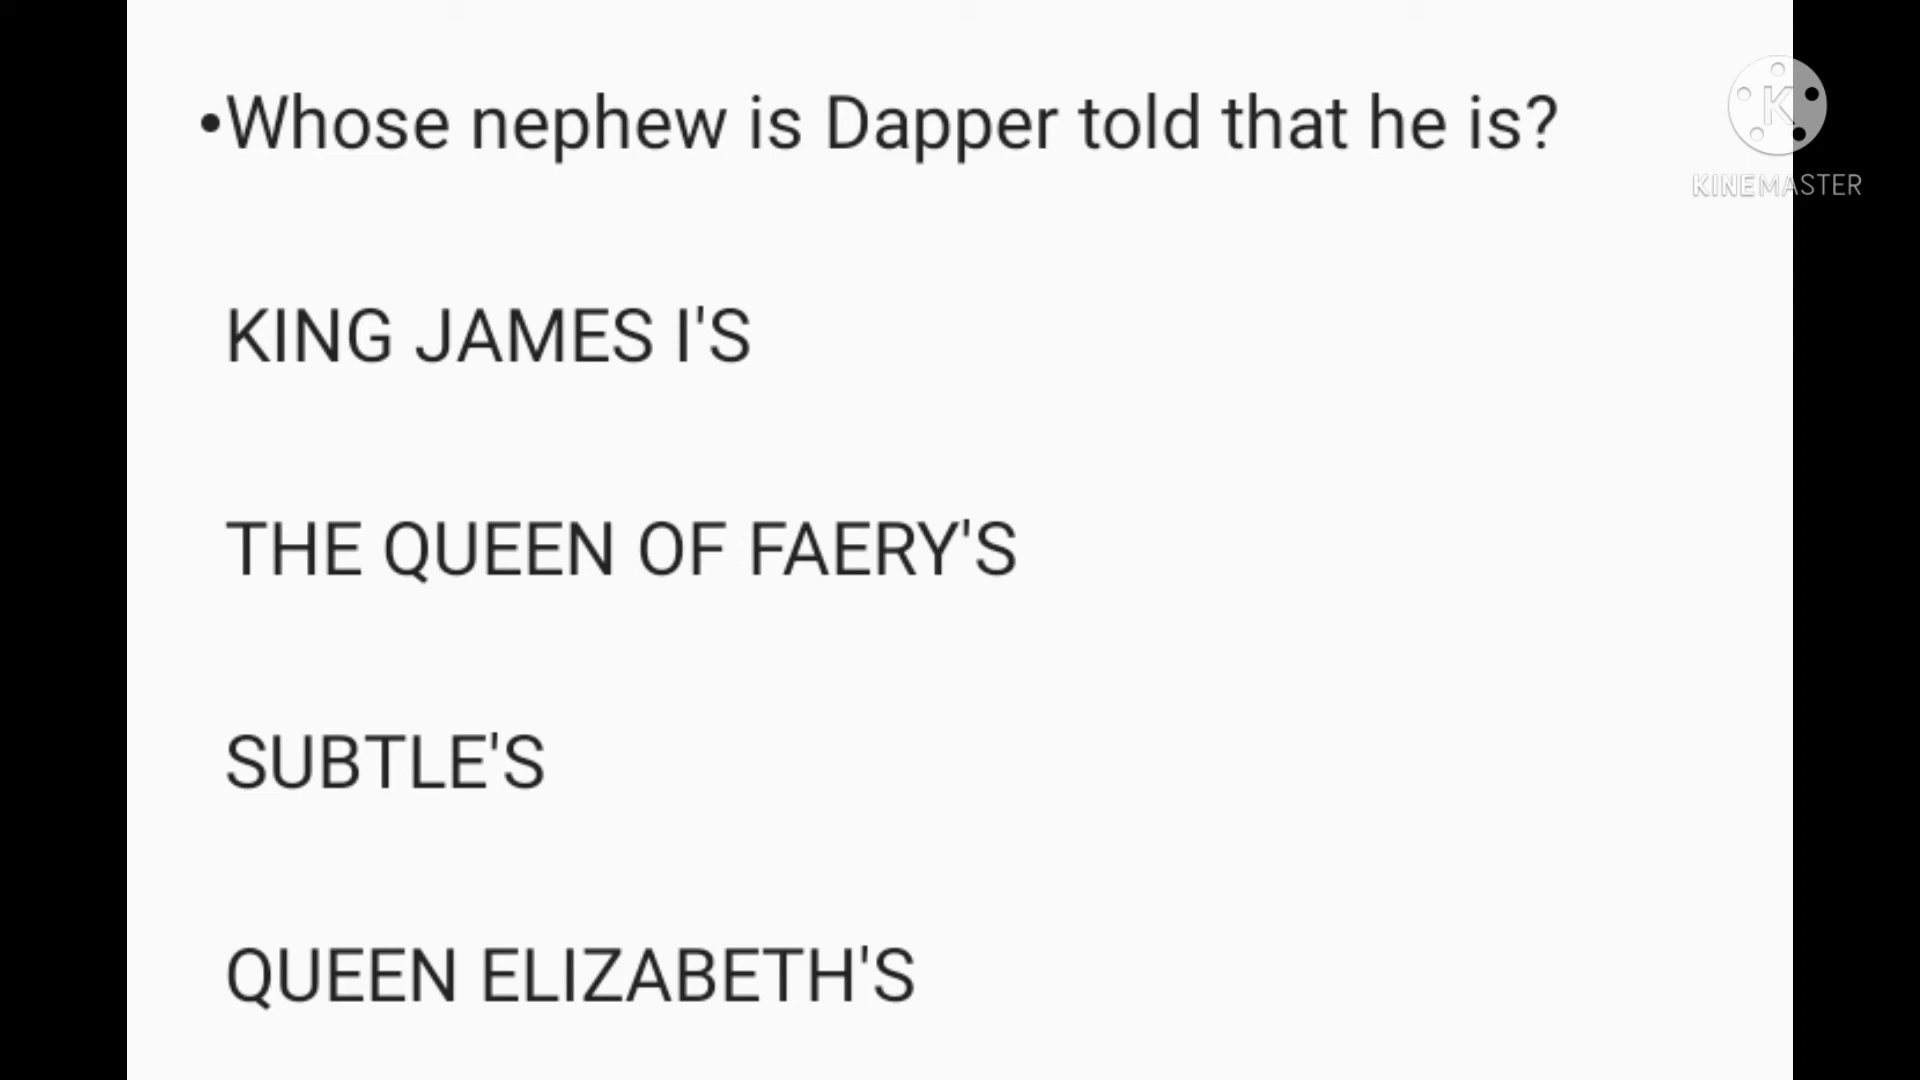 •Whose nephew is Dapper told that he is?
K
KINEMASTER
KING JAMES I'S
THE QUEEN OF FAERY'S
SUBTLE'S
QUEEN ELIZABETH'S